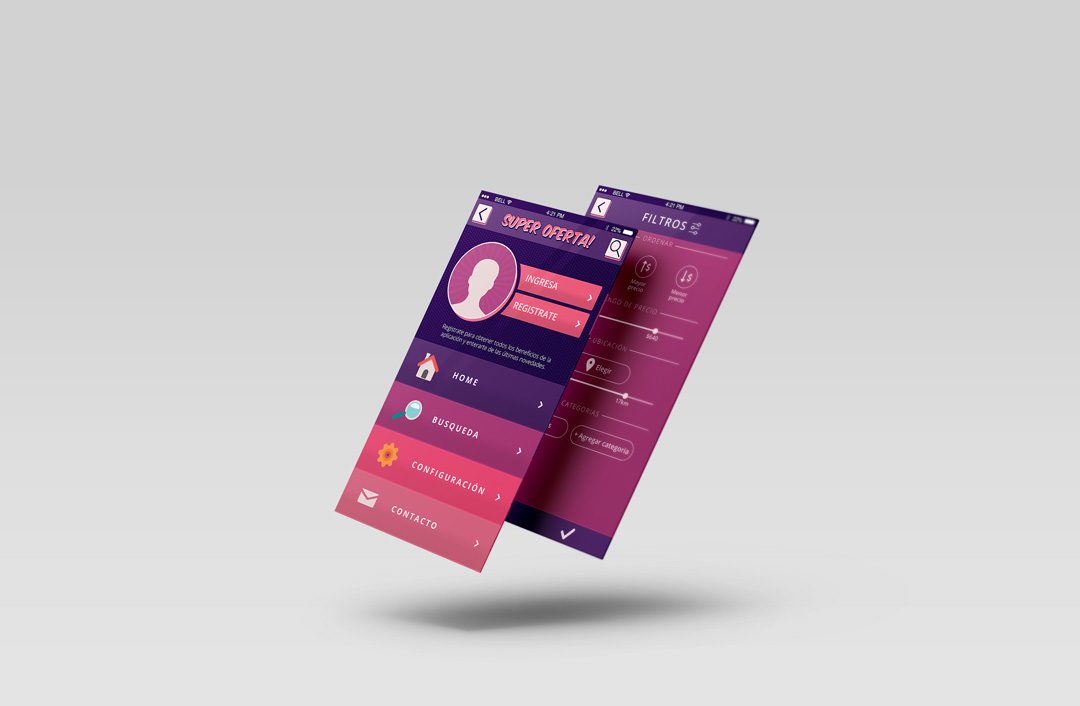 BELL
4:21 PM
22%
SUPER OFERTA!
INGRESA
REGISTRATE
Registrate para obtener todos los beneficios de la
aplicación y enterarte de las últimas novedades.
HOME
BUSQUEDA
CONFIGURACIÓN
CONTACTO
BELL
4:21 PM
22%
FILTROS
ORDENAR
Mayor
precio
Menor
precio
NGO DE PRECIO
$640
UBICACIÓN
Elegir
17km
CATEGORIAS
s
+ Agregar categoría